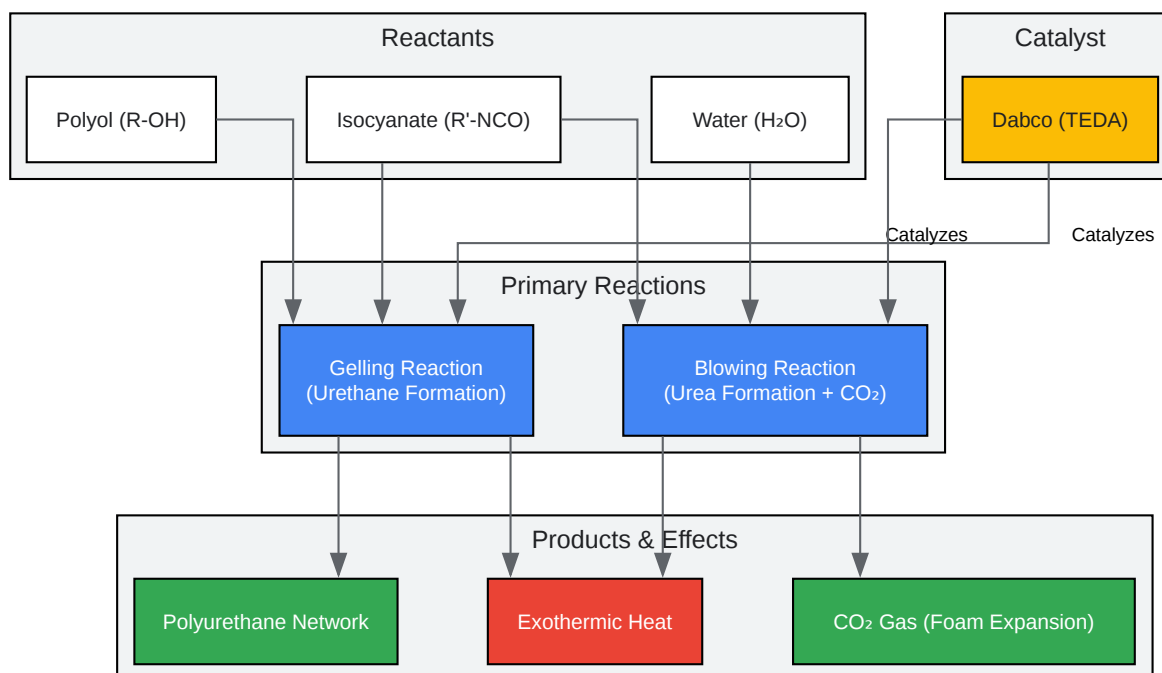 Reactants
Catalyst
Polyol (R-OH)
Isocyanate (R'-NCO)
Water (H₂O)
Dabco (TEDA)
Catalyzes
Catalyzes
Primary Reactions
Gelling Reaction
(Urethane Formation)
Blowing Reaction
(Urea Formation + CO₂)
Products & Effects
Polyurethane Network
Exothermic Heat
CO₂ Gas (Foam Expansion)